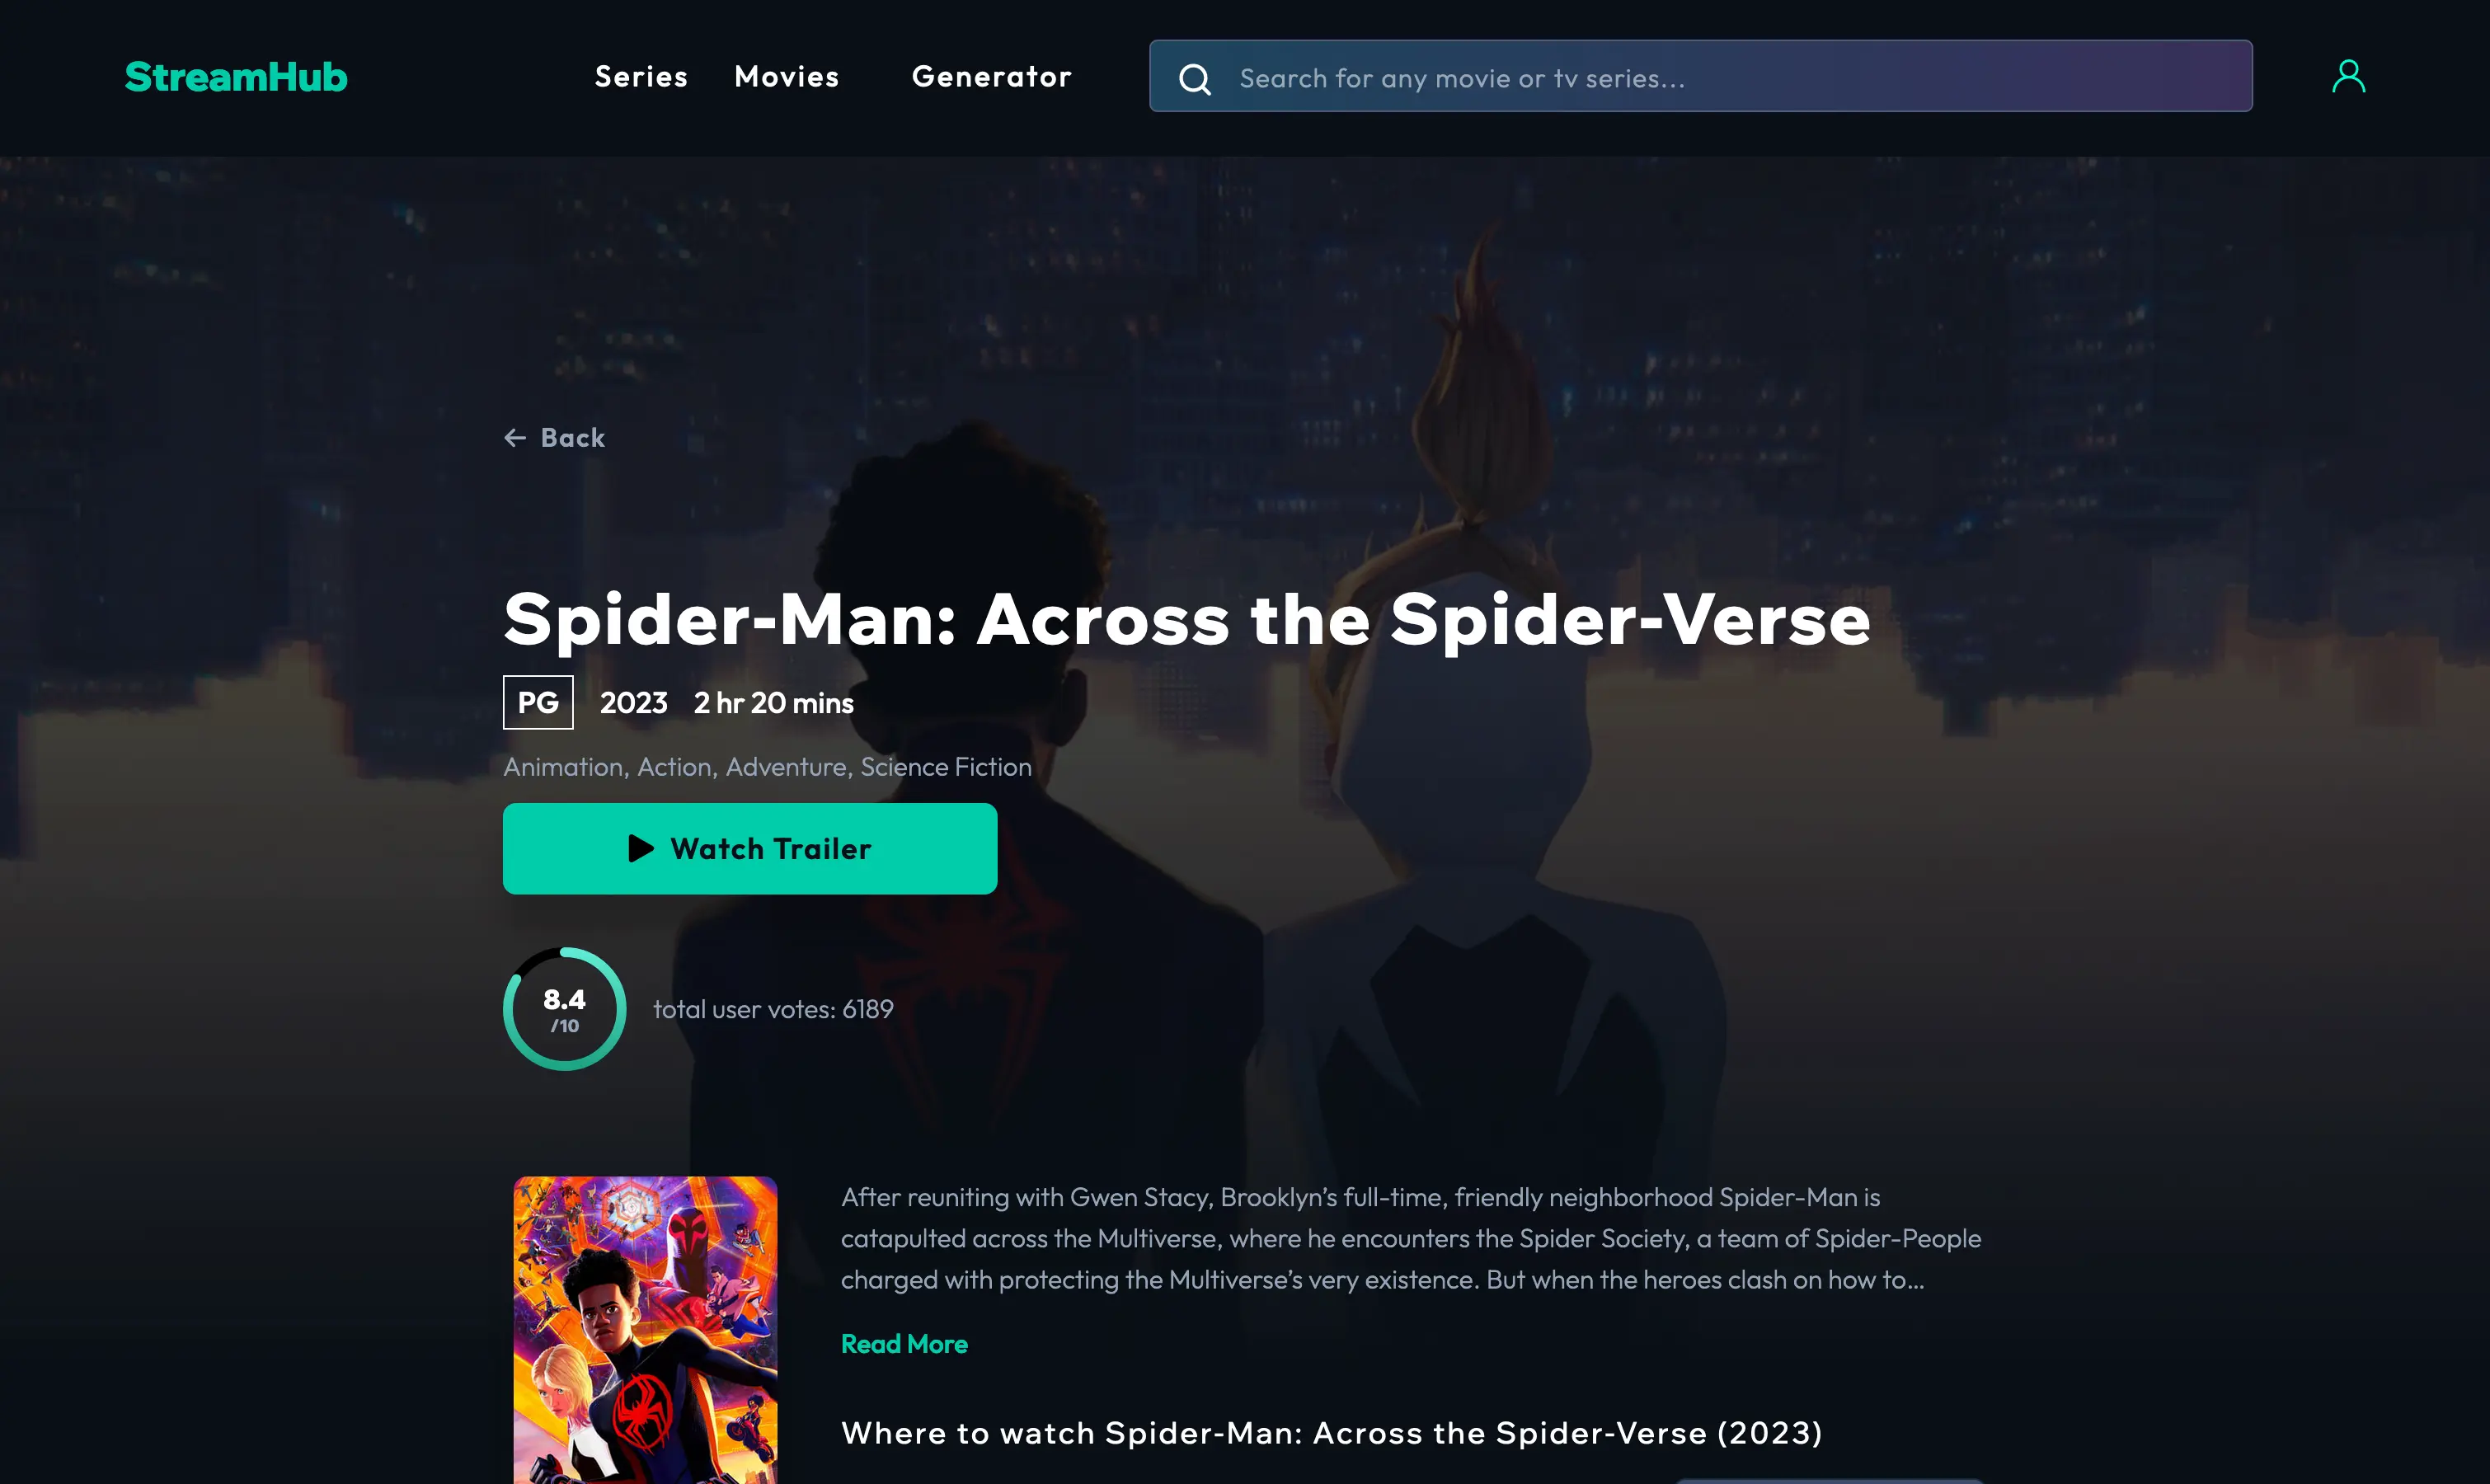 StreamHub
Series Movies Generator
Search for any movie or tv series...
Back
Spider-Man: Across the Spider-Verse
PG 2023 2 hr 20 mins
Animation, Action, Adventure, Science Fiction
Watch Trailer
8.4
/10
total user votes: 6189
After reuniting with Gwen Stacy, Brooklyn’s full-time, friendly neighborhood Spider-Man is
catapulted across the Multiverse, where he encounters the Spider Society, a team of Spider-People
charged with protecting the Multiverse’s very existence. But when the heroes clash on how to...
Read More
Where to watch Spider-Man: Across the Spider-Verse (2023)